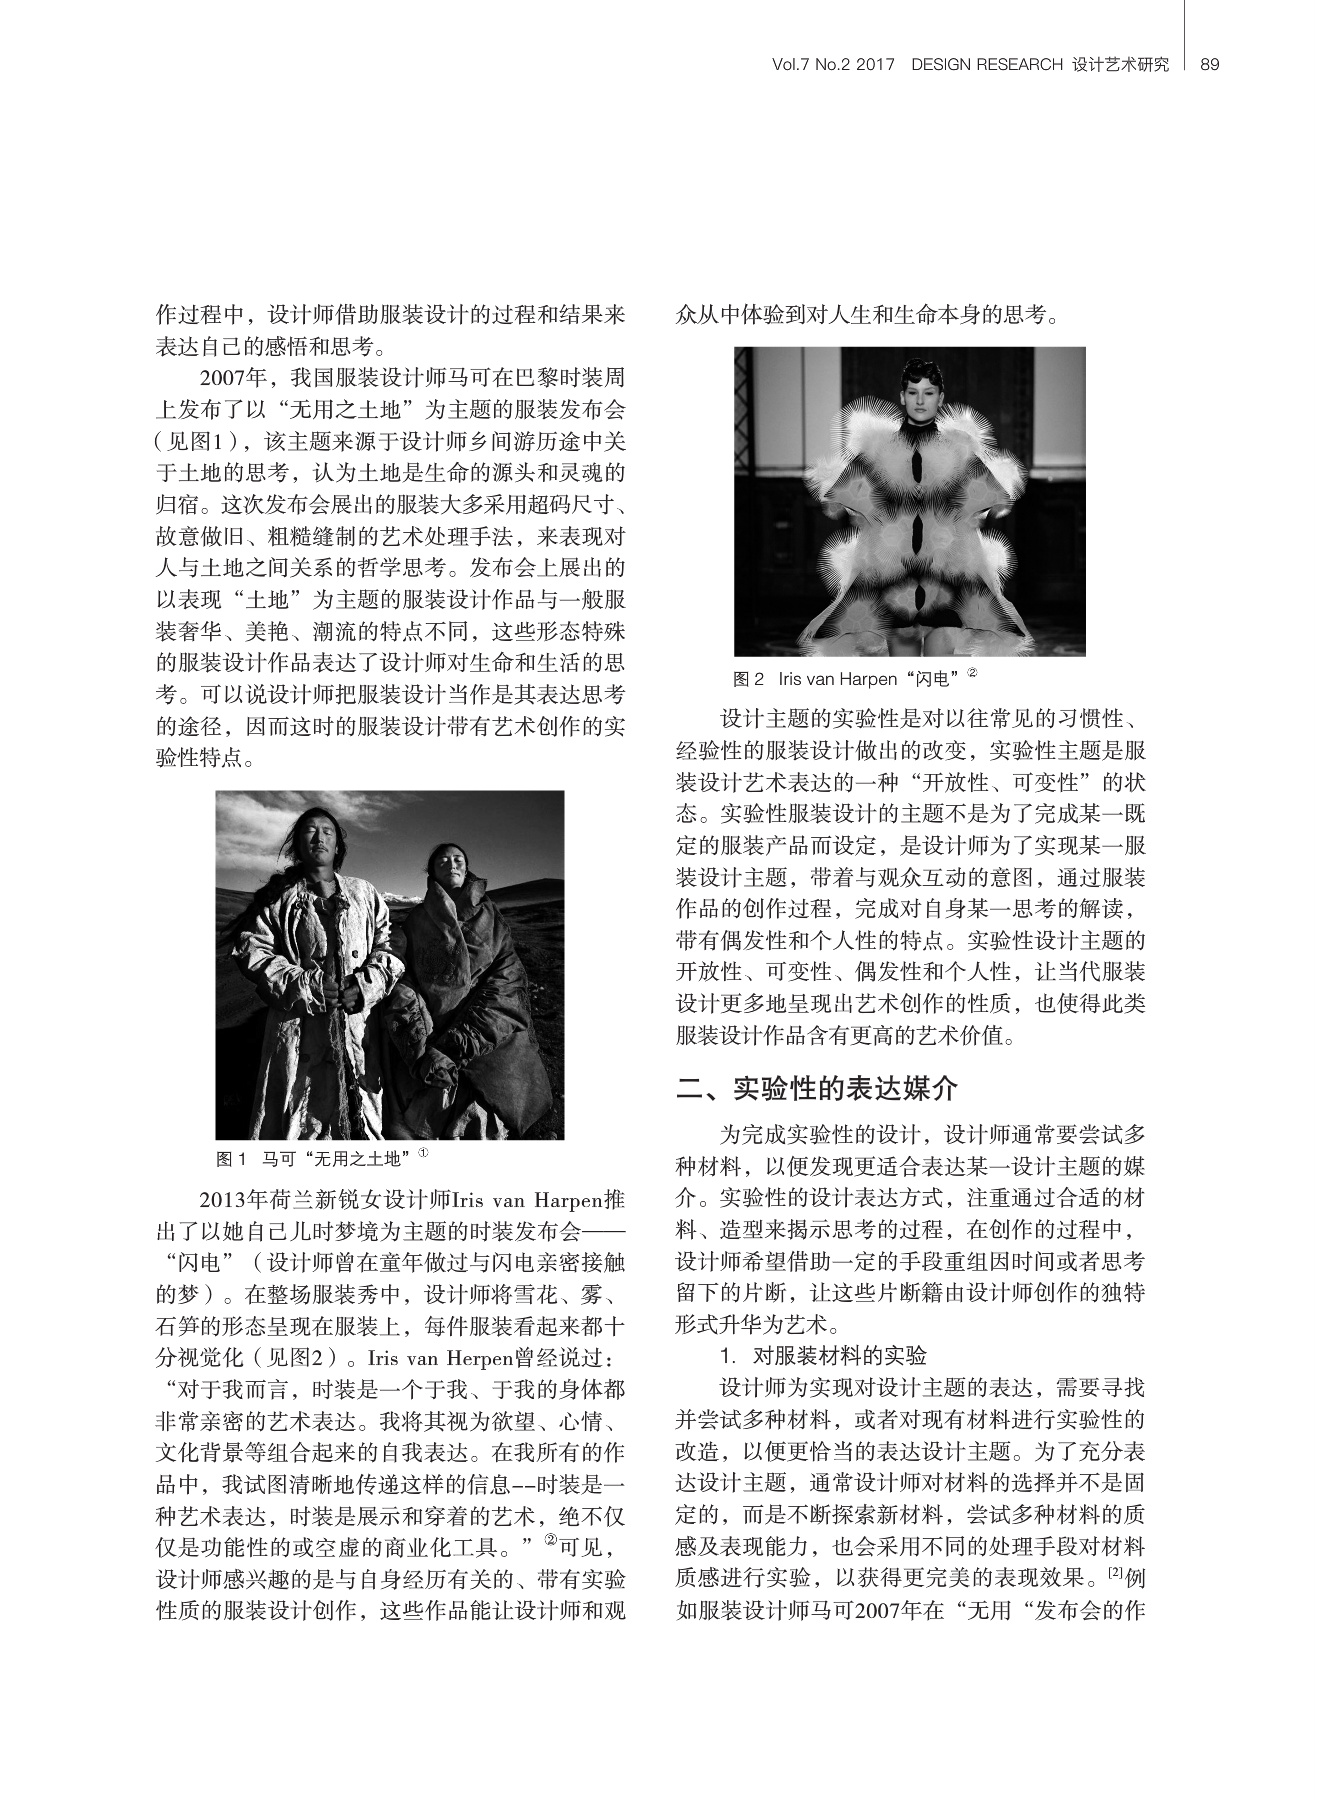 Vol.7 No.2 2017 DESIGN RESEARCH 设计艺术研究 89
作过程中，设计师借助服装设计的过程和结果来
表达自己的感悟和思考。
2007年，我国服装设计师马可在巴黎时装周
上发布了以“无用之土地”为主题的服装发布会
（见图1），该主题来源于设计师乡间游历途中关
于土地的思考，认为土地是生命的源头和灵魂的
归宿。这次发布会展出的服装大多采用超码尺寸、
故意做旧、粗糙缝制的艺术处理手法，来表现对
人与土地之间关系的哲学思考。发布会上展出的
以表现“土地”为主题的服装设计作品与一般服
装奢华、美艳、潮流的特点不同，这些形态特殊
的服装设计作品表达了设计师对生命和生活的思
考。可以说设计师把服装设计当作是其表达思考
的途径，因而这时的服装设计带有艺术创作的实
验性特点。
图 1 马可“无用之土地”①
2013年荷兰新锐女设计师Iris van Harpen推
出了以她自己儿时梦境为主题的时装发布会——
“闪电”（设计师曾在童年做过与闪电亲密接触
的梦）。在整场服装秀中，设计师将雪花、雾、
石笋的形态呈现在服装上，每件服装看起来都十
分视觉化（见图2）。Iris van Herpen曾经说过：
“对于我而言，时装是一个于我、于我的身体都
非常亲密的艺术表达。我将其视为欲望、心情、
文化背景等组合起来的自我表达。在我所有的作
品中，我试图清晰地传递这样的信息--时装是一
种艺术表达，时装是展示和穿着的艺术，绝不仅
仅是功能性的或空虚的商业化工具。”②可见，
设计师感兴趣的是与自身经历有关的、带有实验
性质的服装设计创作，这些作品能让设计师和观
众从中体验到对人生和生命本身的思考。
图 2 Iris van Harpen“闪电”②
设计主题的实验性是对以往常见的习惯性、
经验性的服装设计做出的改变，实验性主题是服
装设计艺术表达的一种“开放性、可变性”的状
态。实验性服装设计的主题不是为了完成某一既
定的服装产品而设定，是设计师为了实现某一服
装设计主题，带着与观众互动的意图，通过服装
作品的创作过程，完成对自身某一思考的解读，
带有偶发性和个人性的特点。实验性设计主题的
开放性、可变性、偶发性和个人性，让当代服装
设计更多地呈现出艺术创作的性质，也使得此类
服装设计作品含有更高的艺术价值。
二、实验性的表达媒介
为完成实验性的设计，设计师通常要尝试多
种材料，以便发现更适合表达某一设计主题的媒
介。实验性的设计表达方式，注重通过合适的材
料、造型来揭示思考的过程，在创作的过程中，
设计师希望借助一定的手段重组因时间或者思考
留下的片断，让这些片断籍由设计师创作的独特
形式升华为艺术。
1. 对服装材料的实验
设计师为实现对设计主题的表达，需要寻找
并尝试多种材料，或者对现有材料进行实验性的
改造，以便更恰当的表达设计主题。为了充分表
达设计主题，通常设计师对材料的选择并不是固
定的，而是不断探索新材料，尝试多种材料的质
感及表现能力，也会采用不同的处理手段对材料
质感进行实验，以获得更完美的表现效果。[2]例
如服装设计师马可2007年在“无用“发布会的作